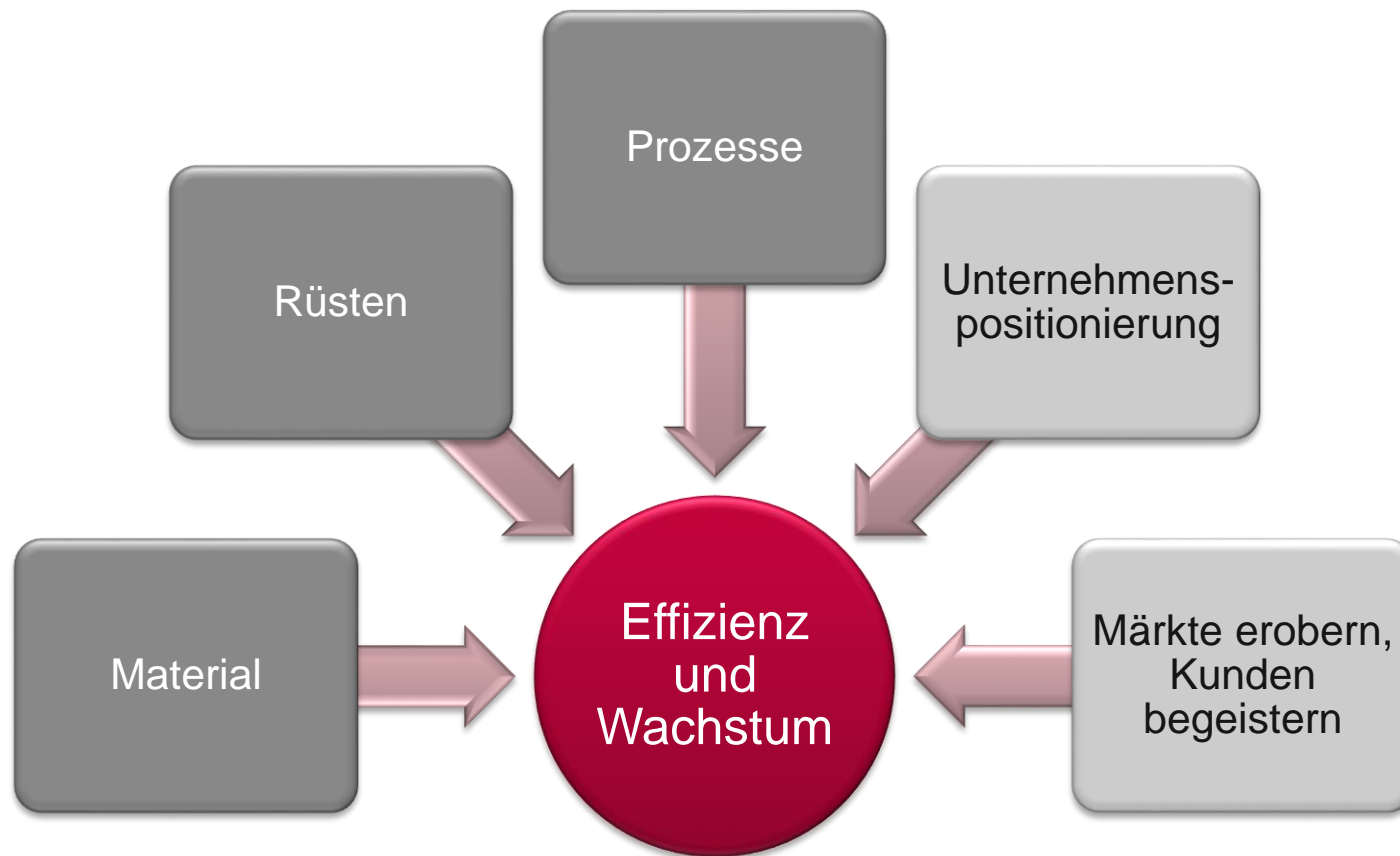 Prozesse
Rüsten
Unternehmens-
positionierung
Material
Effizienz
und
Wachstum
Märkte erobern,
Kunden
begeistern